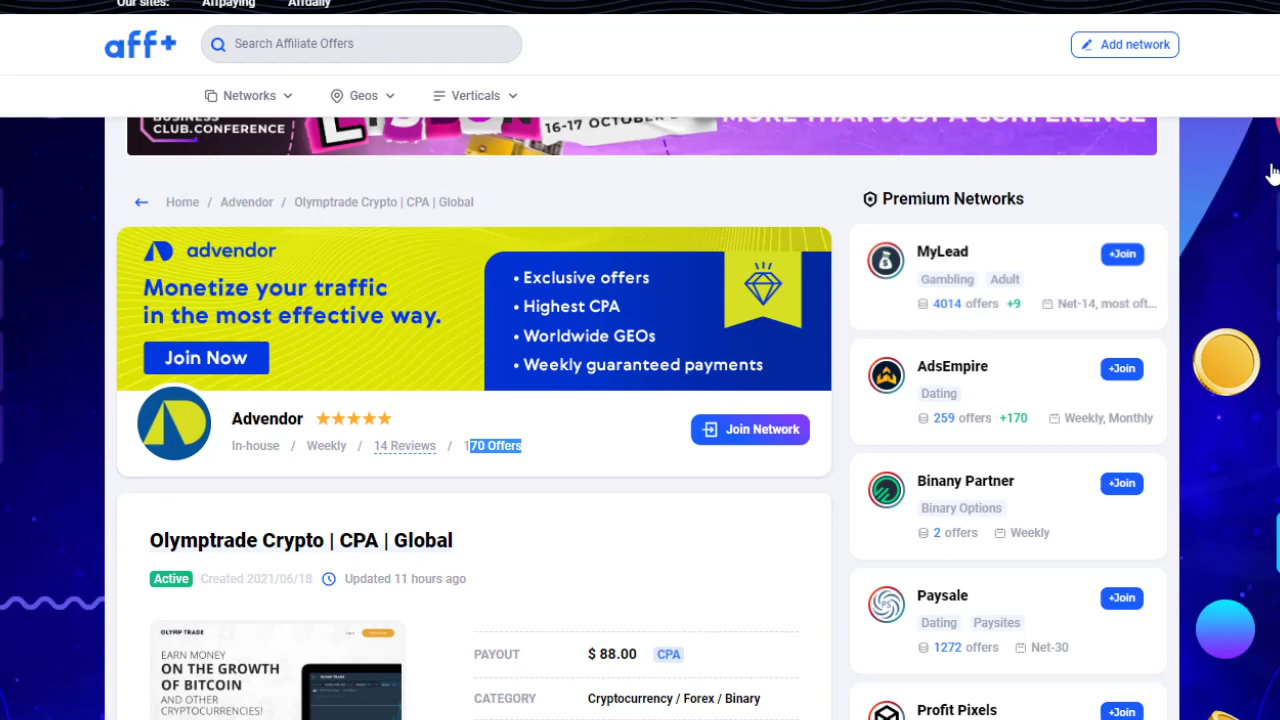 Our sites: Affpaying Affdaily
aff+
Search Affiliate Offers
Add network
Networks
Geos
Verticals
BUSINESS
CLUB.CONFERENCE
16-17 OCTOBER
MORE THAN JUST A CONFERENCE
Home / Advendor / Olymptrade Crypto | CPA | Global
advendor
Monetize your traffic
in the most effective way.
Join Now
• Exclusive offers
• Highest CPA
• Worldwide GEOs
• Weekly guaranteed payments
Advendor
In-house / Weekly / 14 Reviews / 170 Offers
Join Network
Olymptrade Crypto | CPA | Global
Active Created 2021/06/18 Updated 11 hours ago
OLYMP TRADE
EARN MONEY
ON THE GROWTH
OF BITCOIN
AND OTHER
CRYPTOCURRENCIES!
PAYOUT $ 88.00 CPA
CATEGORY Cryptocurrency / Forex / Binary
Premium Networks
MyLead
+Join
Gambling Adult
4014 offers +9 Net-14, most oft...
AdsEmpire
+Join
Dating
259 offers +170 Weekly, Monthly
Binany Partner
+Join
Binary Options
2 offers Weekly
Paysale
+Join
Dating Paysites
1272 offers Net-30
Profit Pixels
+Join